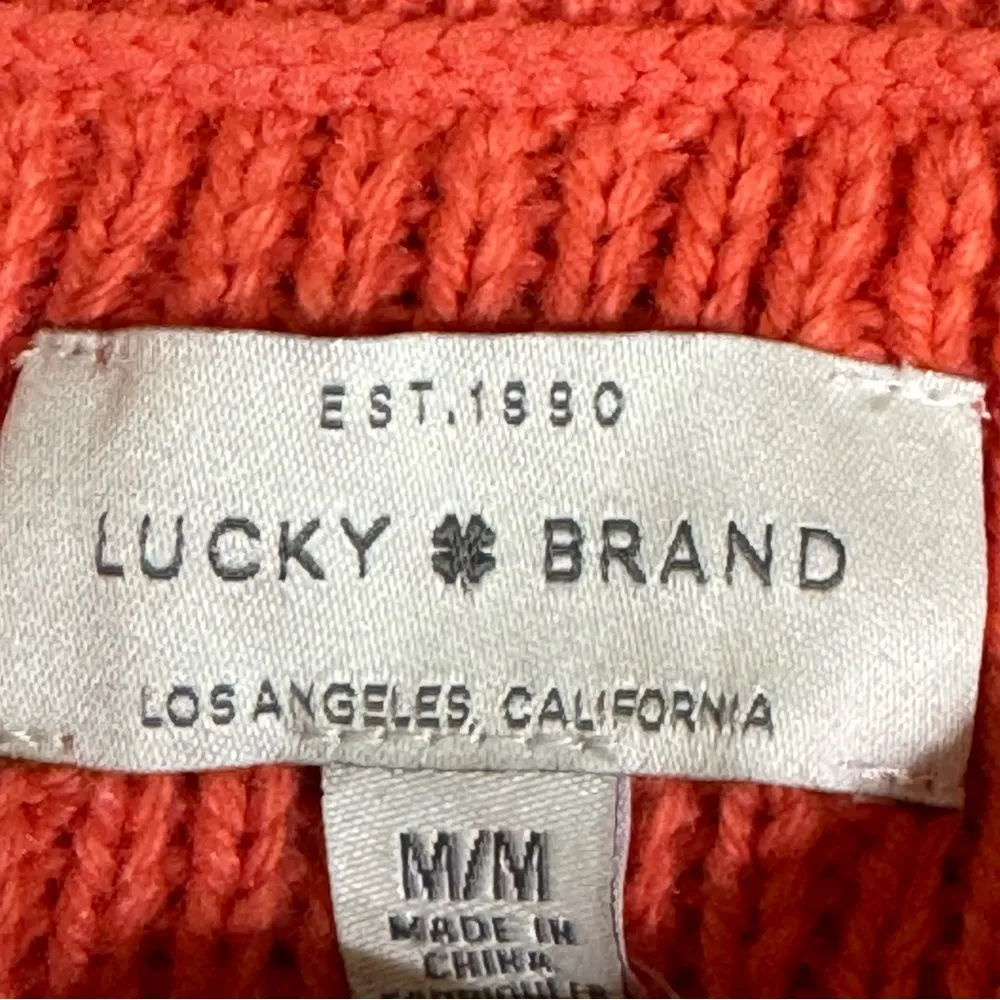 EST. 1990
LUCKY BRAND
LOS ANGELES, CALIFORNIA
M/M
MADE IN
CHINA